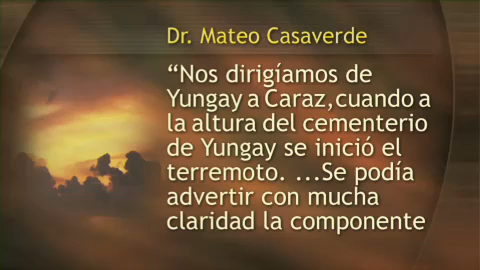 Dr. Mateo Casaverde
“Nos dirigíamos de
Yungay a Caraz,cuando a
la altura del cementerio
de Yungay se inició el
terremoto. ...Se podía
advertir con mucha
claridad la componente